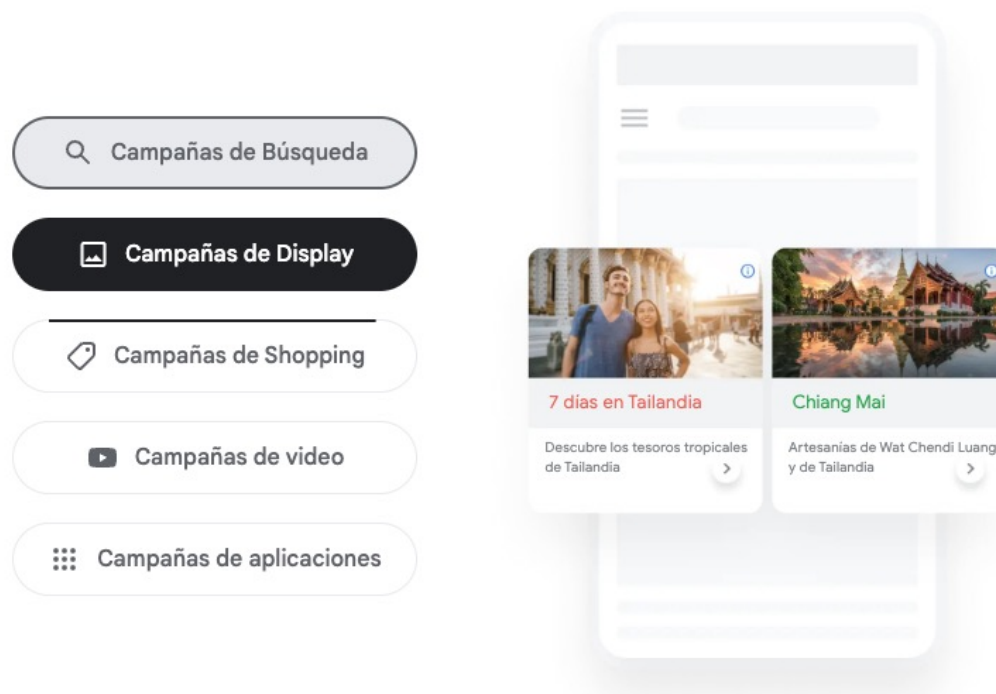 Campañas de Búsqueda
Campañas de Display
Campañas de Shopping
Campañas de video
Campañas de aplicaciones
7 días en Tailandia
Descubre los tesoros tropicales
de Tailandia
Chiang Mai
Artesanías de Wat Chendi Luang
y de Tailandia